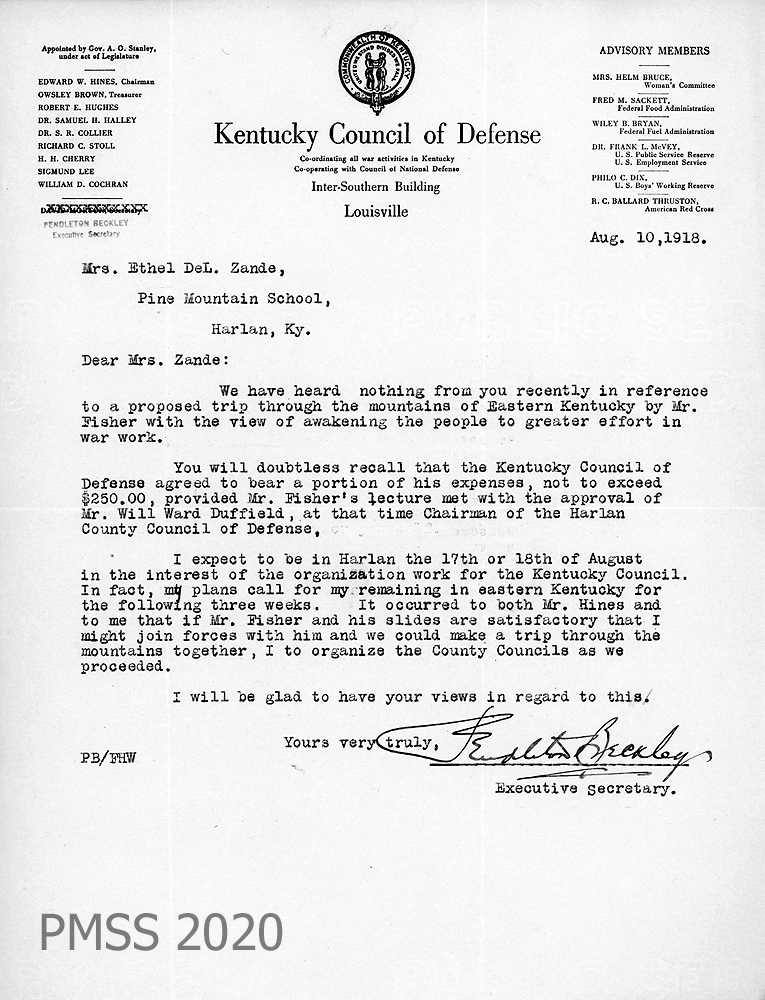 Appointed by Gov. A. O. Stanley,
under act of Legislature
EDWARD W. HINES, Chairman
OWSLEY BROWN, Treasurer
ROBERT E. HUGHES
DR. SAMUEL H. HALLEY
DR. S. R. COLLIER
RICHARD C. STOLL
H. H. CHERRY
SIGMUND LEE
WILLIAM D. COCHRAN
PENDLETON BECKLEY
Executive Secretary
COMMONWEALTH OF KENTUCKY
UNITED WE STAND DIVIDED WE FALL
Kentucky Council of Defense
Co-ordinating all war activities in Kentucky
Co-operating with Council of National Defense
Inter-Southern Building
Louisville
ADVISORY MEMBERS
MRS. HELM BRUCE,
Woman's Committee
FRED M. SACKETT,
Federal Food Administration
WILEY B. BRYAN,
Federal Fuel Administration
DR. FRANK L. McVEY,
U. S. Public Service Reserve
U. S. Employment Service
PHILO C. DIX,
U. S. Boys' Working Reserve
R. C. BALLARD THRUSTON,
American Red Cross
Aug. 10,1918.
Mrs. Ethel DeL. Zande,
Pine Mountain School,
Harlan, Ky.
Dear Mrs. Zande:
We have heard nothing from you recently in reference
to a proposed trip through the mountains of Eastern Kentucky by Mr.
Fisher with the view of awakening the people to greater effort in
war work.
You will doubtless recall that the Kentucky Council of
Defense agreed to bear a portion of his expenses, not to exceed
$250.00, provided Mr. Fisher's lecture met with the approval of
Mr. Will Ward Duffield, at that time Chairman of the Harlan
County Council of Defense,
I expect to be in Harlan the 17th or 18th of August
in the interest of the organization work for the Kentucky Council.
In fact, my plans call for my remaining in eastern Kentucky for
the following three weeks. It occurred to both Mr. Hines and
to me that if Mr. Fisher and his slides are satisfactory that I
might join forces with him and we could make a trip through the
mountains together, I to organize the County Councils as we
proceeded.
I will be glad to have your views in regard to this.
Yours very truly,
Pendleton Beckley
PB/FHW
Executive secretary.
PMSS 2020